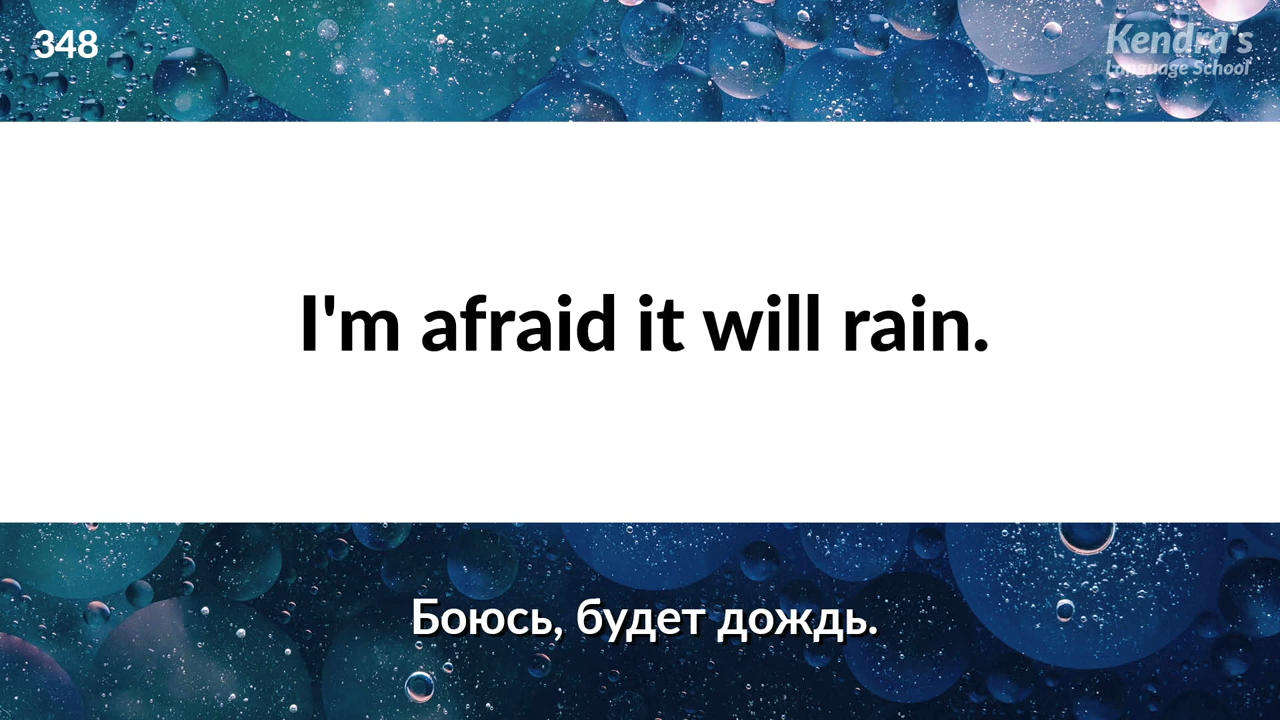 348
Kendra's
Language School
I'm afraid it will rain.
Боюсь, будет дождь.